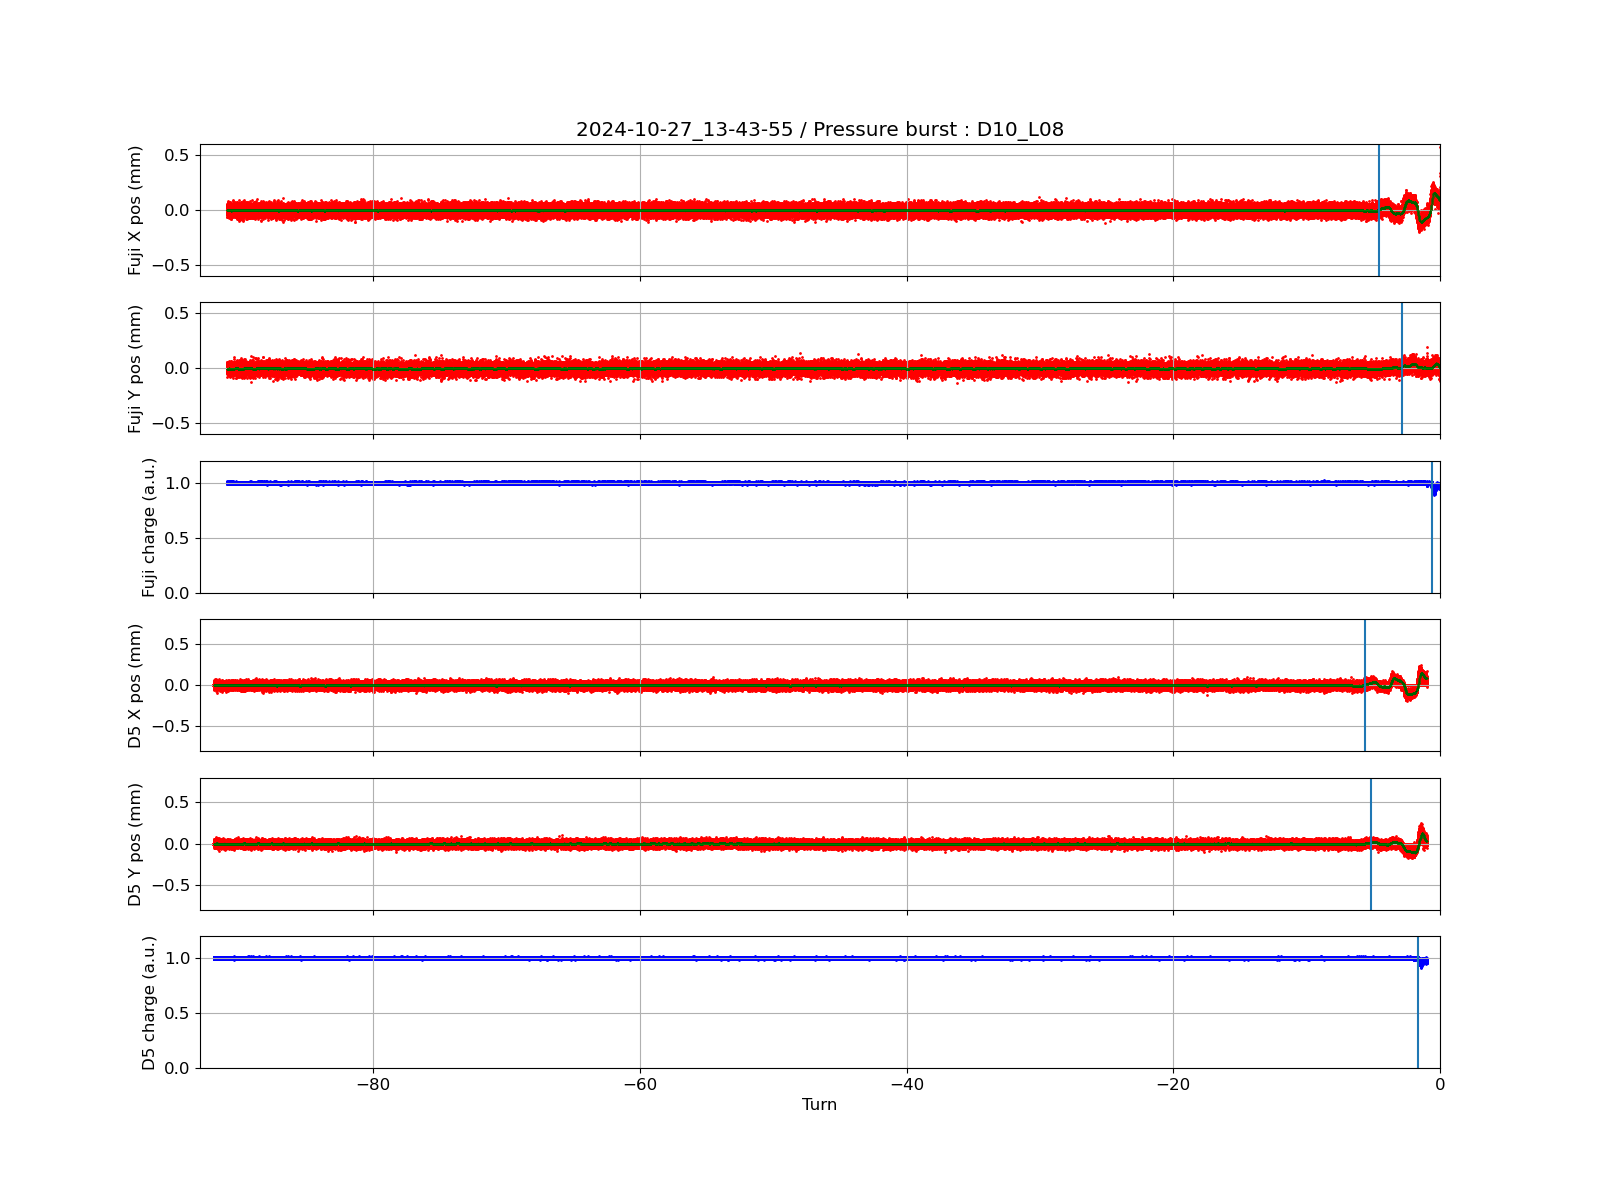 2024-10-27_13-43-55 / Pressure burst : D10_L08
Fuji X pos (mm)
0.5
0.0
−0.5
Fuji Y pos (mm)
0.5
0.0
−0.5
Fuji charge (a.u.)
1.0
0.5
0.0
D5 X pos (mm)
0.5
0.0
−0.5
D5 Y pos (mm)
0.5
0.0
−0.5
D5 charge (a.u.)
1.0
0.5
0.0
−80 −60 −40 −20 0
Turn